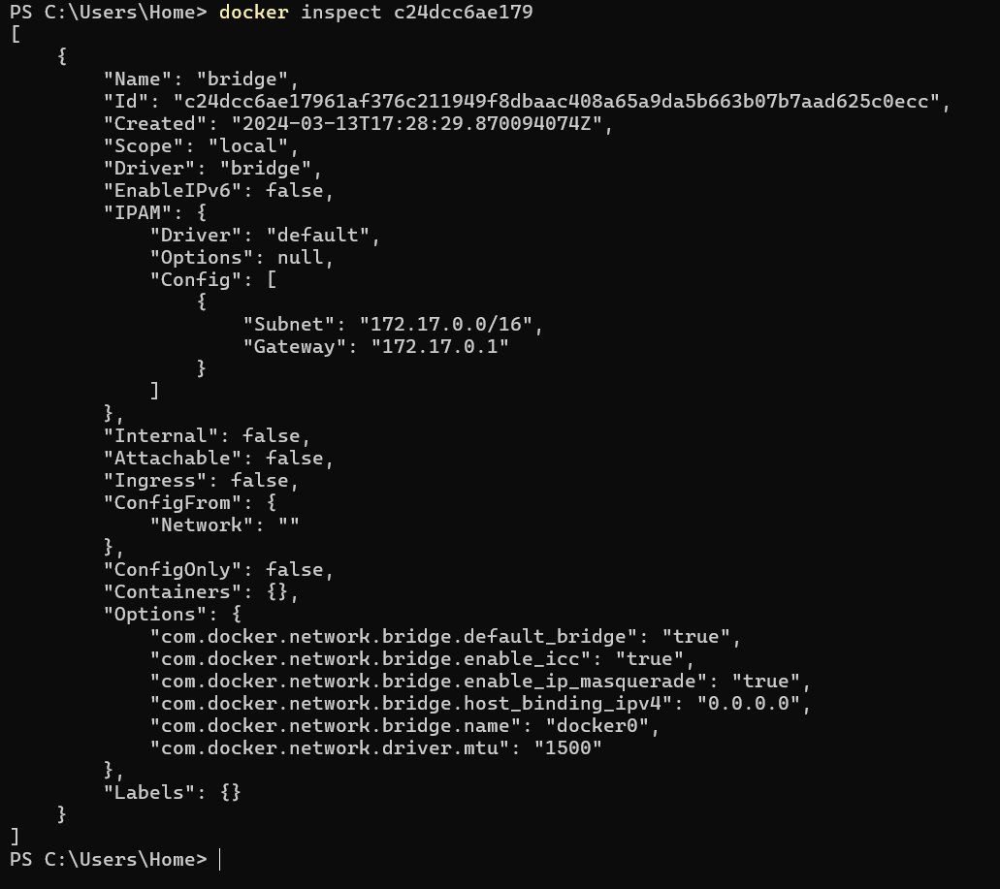 PS C:\Users\Home> docker inspect c24dcc6ae179
[
    {
        "Name": "bridge",
        "Id": "c24dcc6ae17961af376c211949f8dbaac408a65a9da5b663b07b7aad625c0ecc",
        "Created": "2024-03-13T17:28:29.870094074Z",
        "Scope": "local",
        "Driver": "bridge",
        "EnableIPv6": false,
        "IPAM": {
            "Driver": "default",
            "Options": null,
            "Config": [
                {
                    "Subnet": "172.17.0.0/16",
                    "Gateway": "172.17.0.1"
                }
            ]
        },
        "Internal": false,
        "Attachable": false,
        "Ingress": false,
        "ConfigFrom": {
            "Network": ""
        },
        "ConfigOnly": false,
        "Containers": {},
        "Options": {
            "com.docker.network.bridge.default_bridge": "true",
            "com.docker.network.bridge.enable_icc": "true",
            "com.docker.network.bridge.enable_ip_masquerade": "true",
            "com.docker.network.bridge.host_binding_ipv4": "0.0.0.0",
            "com.docker.network.bridge.name": "docker0",
            "com.docker.network.driver.mtu": "1500"
        },
        "Labels": {}
    }
]
PS C:\Users\Home>